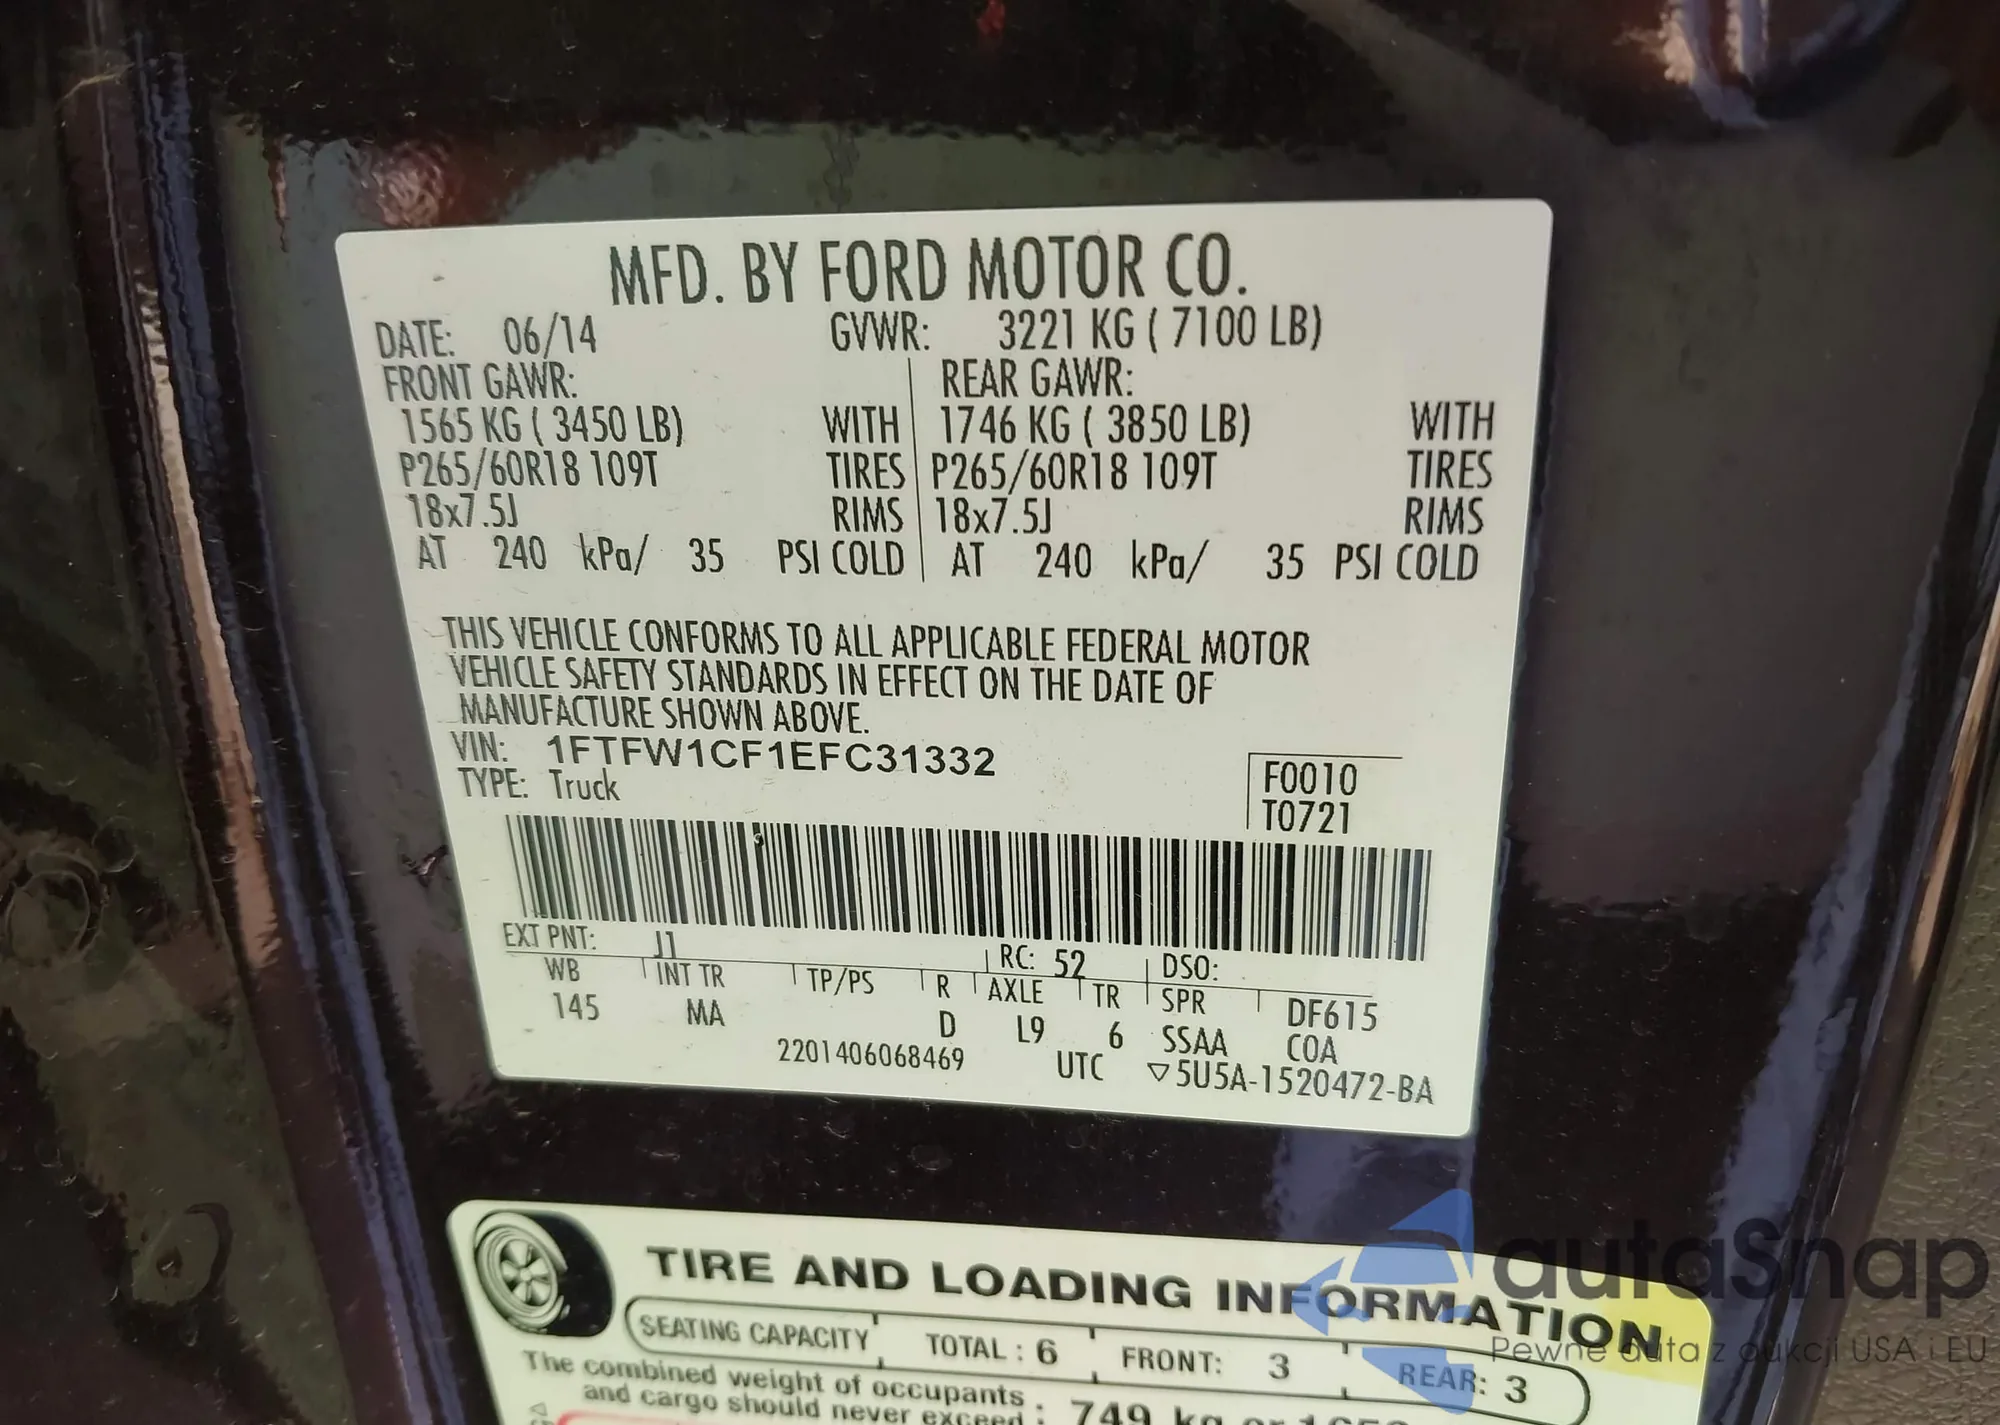 MFD. BY FORD MOTOR CO.
DATE: 06/14 GVWR: 3221 KG ( 7100 LB)
FRONT GAWR: REAR GAWR:
1565 KG ( 3450 LB) WITH 1746 KG ( 3850 LB) WITH
P265/60R18 109T TIRES P265/60R18 109T TIRES
18x7.5J RIMS 18x7.5J RIMS
AT 240 kPa/ 35 PSI COLD AT 240 kPa/ 35 PSI COLD
THIS VEHICLE CONFORMS TO ALL APPLICABLE FEDERAL MOTOR
VEHICLE SAFETY STANDARDS IN EFFECT ON THE DATE OF
MANUFACTURE SHOWN ABOVE.
VIN: 1FTFW1CF1EFC31332
TYPE: Truck
F0010
T0721
EXT PNT: J1 RC: 52 DSO:
WB INT TR TP/PS R AXLE TR SPR DF615
145 MA D L9 6 SSAA COA
2201406068469 UTC ▽5U5A-1520472-BA
TIRE AND LOADING INFORMATION
SEATING CAPACITY TOTAL : 6 FRONT: 3 REAR: 3
The combined weight of occupants
and cargo should never exceed : 749 kg or
autaSnap
Pewne auta z aukcji USA i EU